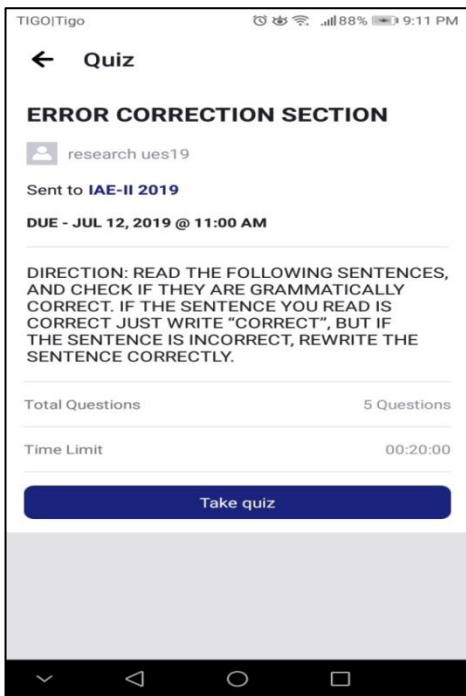 TIGO|Tigo 88% 9:11 PM
Quiz
ERROR CORRECTION SECTION
research ues19
Sent to IAE-II 2019
DUE - JUL 12, 2019 @ 11:00 AM
DIRECTION: READ THE FOLLOWING SENTENCES,
AND CHECK IF THEY ARE GRAMMATICALLY
CORRECT. IF THE SENTENCE YOU READ IS
CORRECT JUST WRITE “CORRECT”, BUT IF
THE SENTENCE IS INCORRECT, REWRITE THE
SENTENCE CORRECTLY.
Total Questions 5 Questions
Time Limit 00:20:00
Take quiz